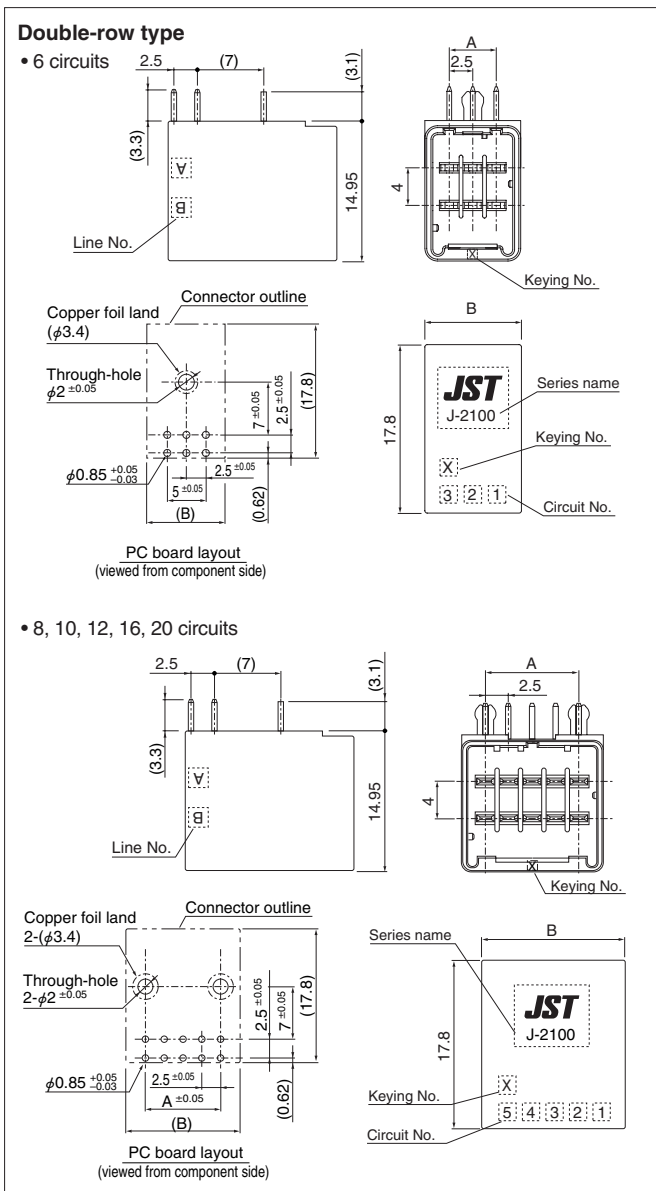 Double-row type
• 6 circuits
2.5
(7)
(3.1)
(3.3)
A
B
14.95
Line No.
A
2.5
4
X
Keying No.
Copper foil land
(φ3.4)
Connector outline
Through-hole
φ2 ±0.05
7 ±0.05
2.5 ±0.05
(17.8)
φ0.85 +0.05 -0.03
2.5 ±0.05
5 ±0.05
(0.62)
(B)
PC board layout
(viewed from component side)
B
17.8
JST
J-2100
Series name
X
Keying No.
3 2 1
Circuit No.
• 8, 10, 12, 16, 20 circuits
2.5
(7)
(3.1)
(3.3)
A
B
14.95
Line No.
A
2.5
4
X
Keying No.
Copper foil land
2-(φ3.4)
Connector outline
Through-hole
2-φ2 ±0.05
2.5 ±0.05
7 ±0.05
(17.8)
φ0.85 +0.05 -0.03
2.5 ±0.05
A ±0.05
(0.62)
(B)
PC board layout
(viewed from component side)
Series name
B
17.8
JST
J-2100
Keying No.
X
5 4 3 2 1
Circuit No.